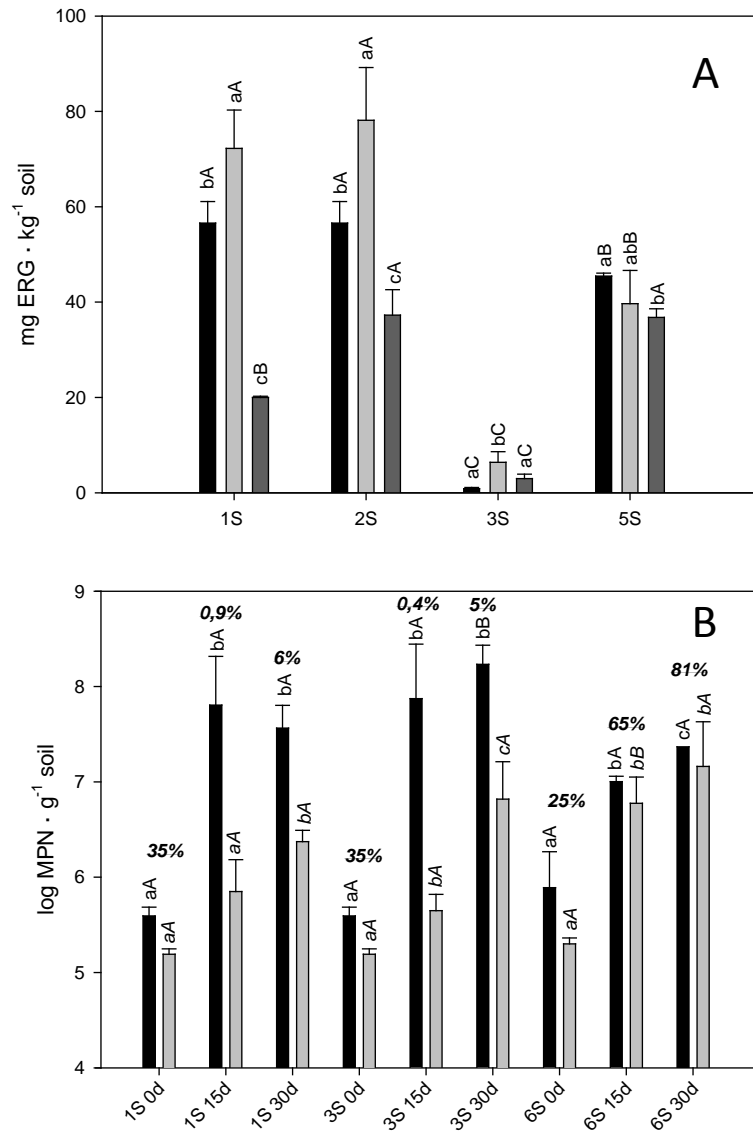 A
mg ERG · kg⁻¹ soil
100
80
60
40
20
0
bA
aA
cB
bA
aA
cA
aC
bC
aC
aB
abB
bA
1S
2S
3S
5S
B
log MPN · g⁻¹ soil
9
8
7
6
5
4
35%
0,9%
6%
35%
0,4%
5%
25%
65%
81%
aA
aA
bA
aA
bA
bA
aA
aA
bA
bA
bB
cA
aA
aA
bA
bB
cA
bA
1S 0d
1S 15d
1S 30d
3S 0d
3S 15d
3S 30d
6S 0d
6S 15d
6S 30d